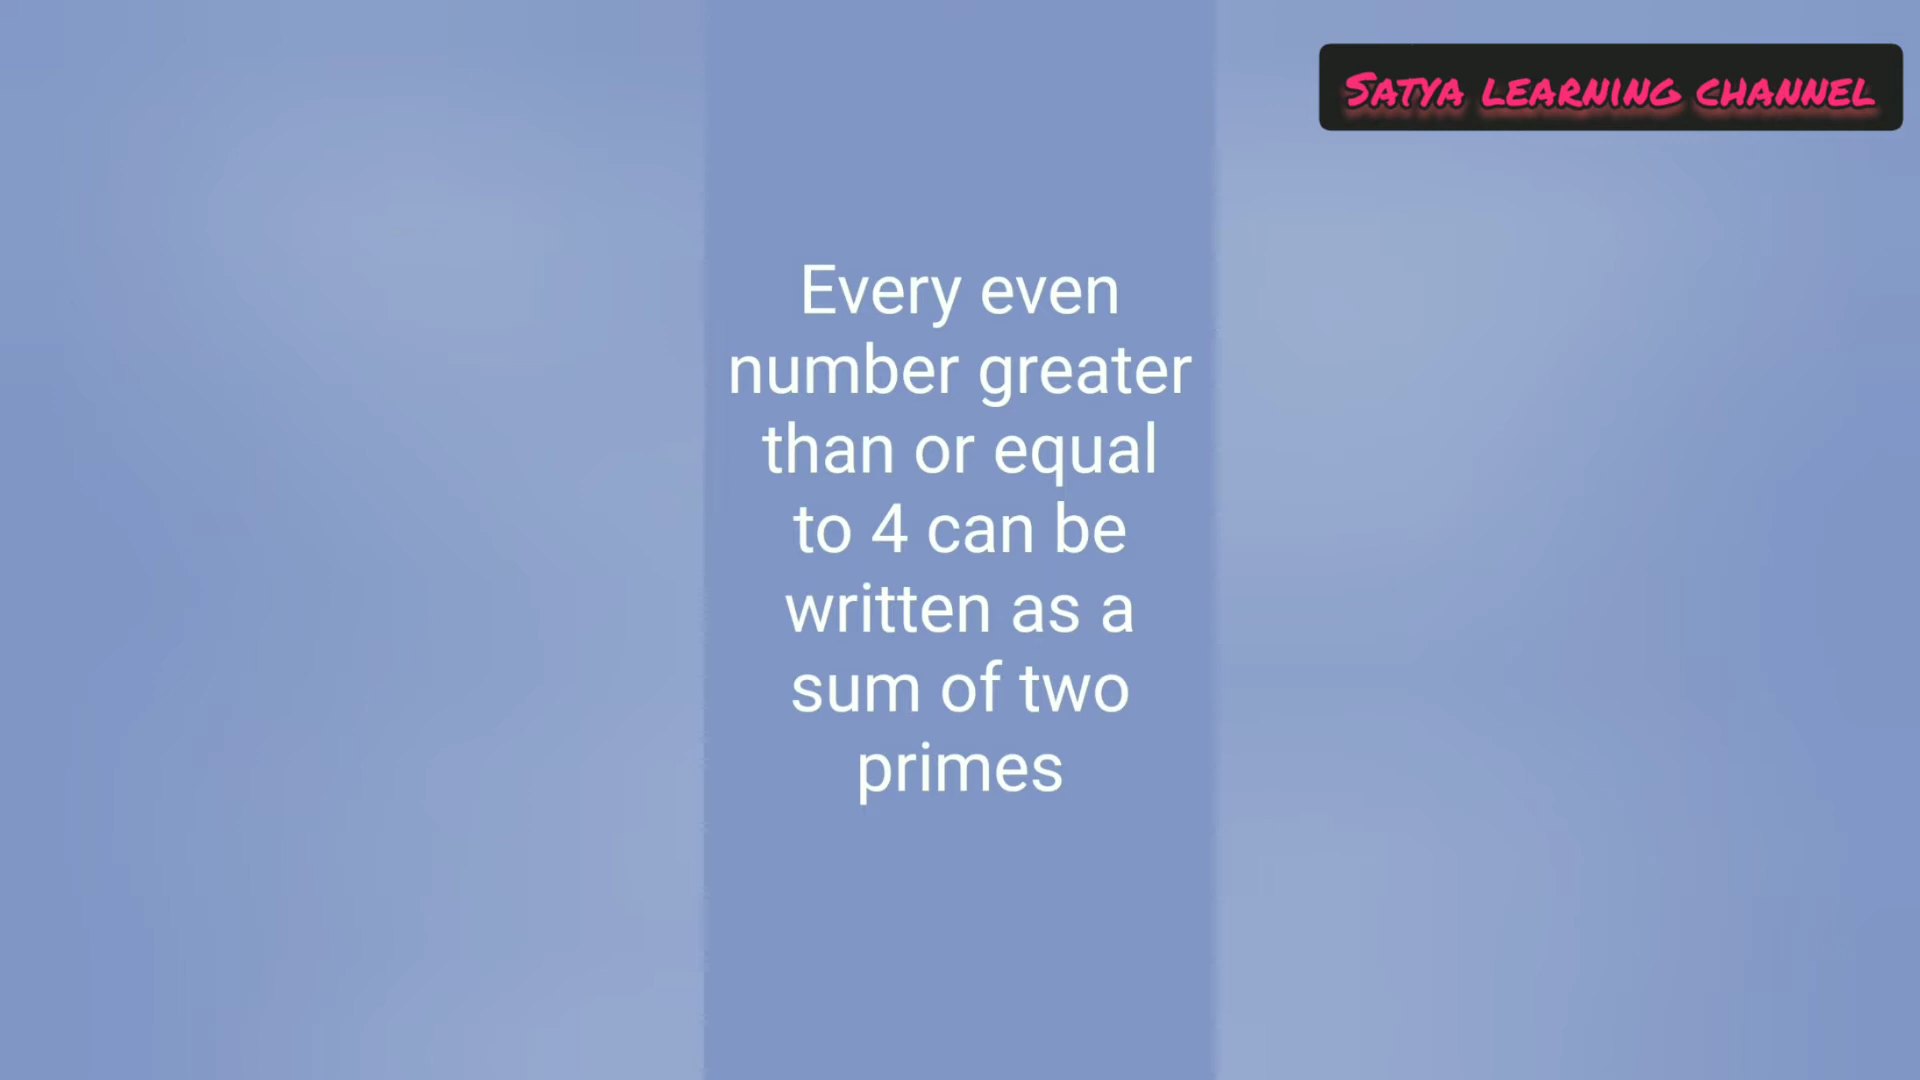 Satya learning channel
Every even
number greater
than or equal
to 4 can be
written as a
sum of two
primes